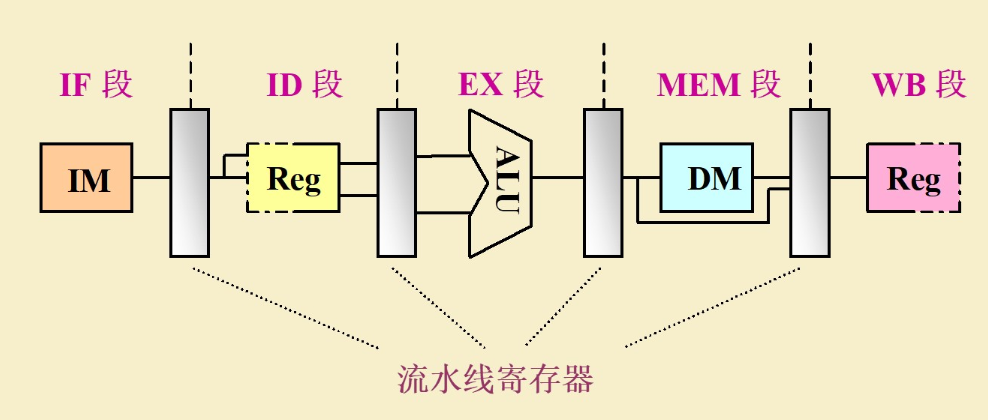 IF 段 ID 段 EX 段 MEM 段 WB 段
IM Reg ALU DM Reg
流水线寄存器